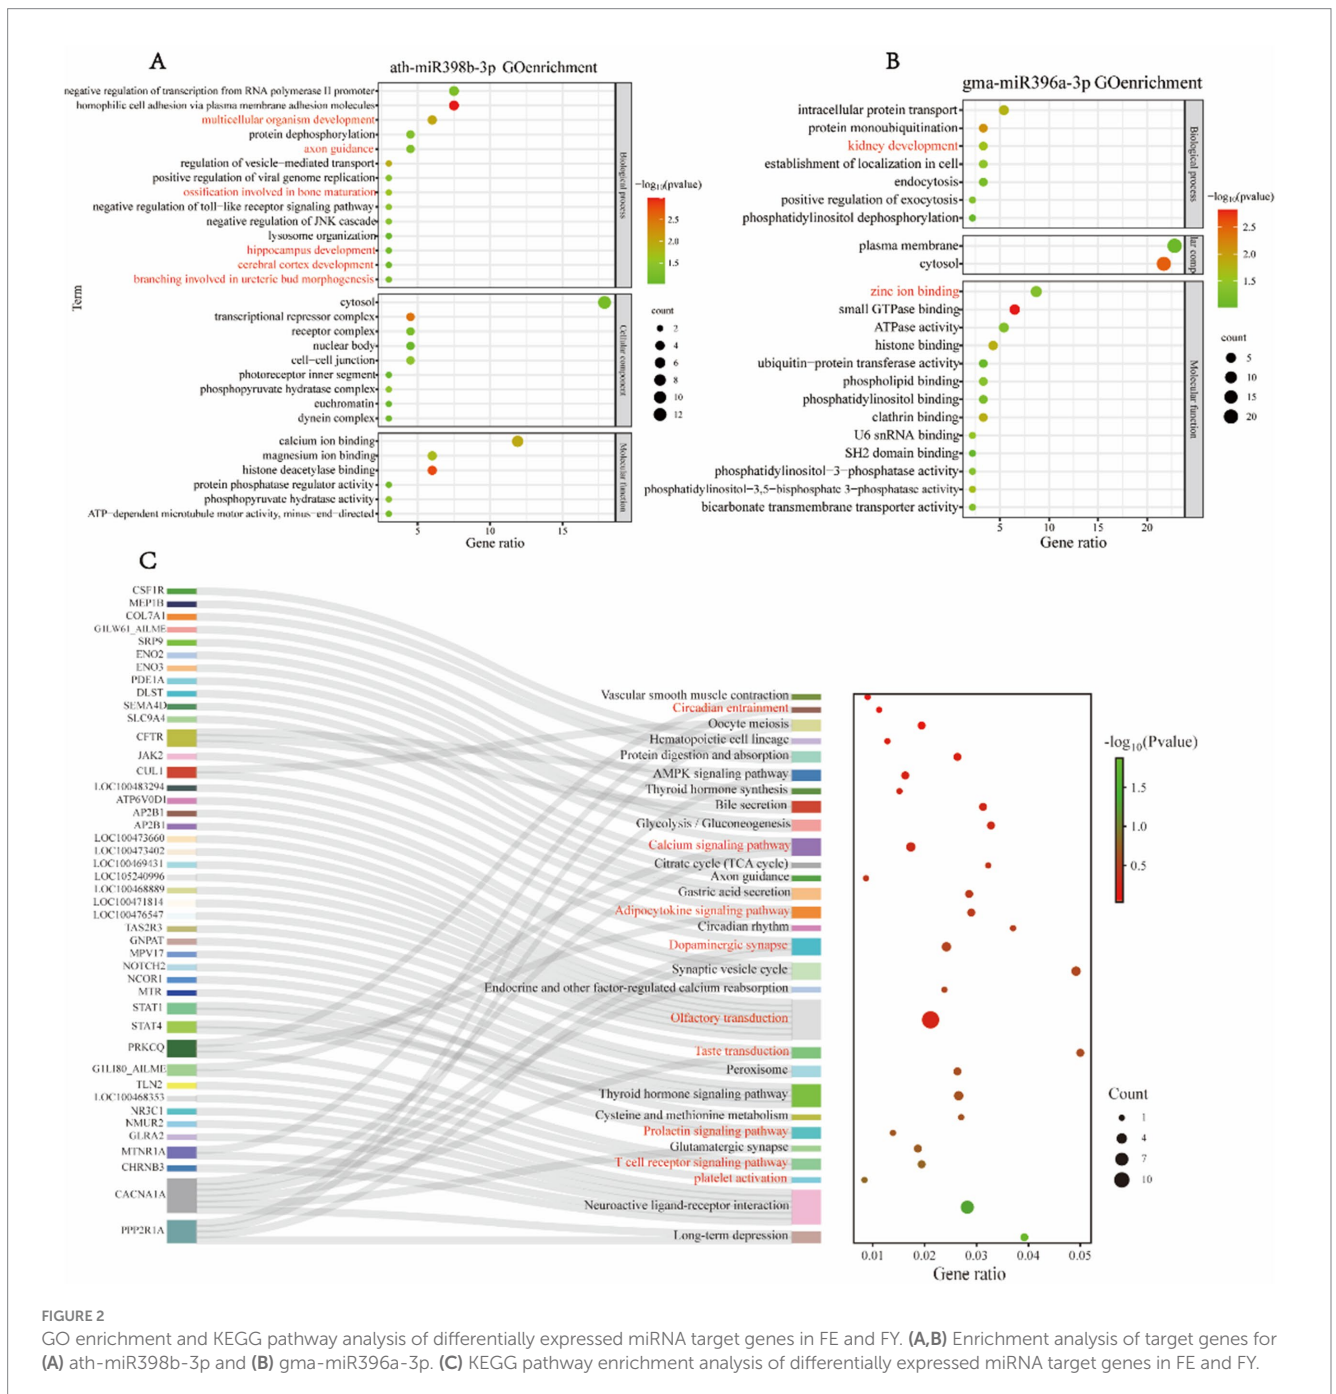 A
ath-miR398b-3p GOenrichment
negative regulation of transcription from RNA polymerase II promoter
homophilic cell adhesion via plasma membrane adhesion molecules
multicellular organism development
protein dephosphorylation
axon guidance
regulation of vesicle-mediated transport
positive regulation of viral genome replication
ossification involved in bone maturation
negative regulation of toll-like receptor signaling pathway
negative regulation of JNK cascade
lysosome organization
hippocampus development
cerebral cortex development
branching involved in ureteric bud morphogenesis
Biological process
cytosol
transcriptional repressor complex
receptor complex
nuclear body
cell-cell junction
photoreceptor inner segment
phosphopyruvate hydratase complex
euchromatin
dynein complex
Cellular component
calcium ion binding
magnesium ion binding
histone deacetylase binding
protein phosphatase regulator activity
phosphopyruvate hydratase activity
ATP-dependent microtubule motor activity, minus-end-directed
Molecular function
Term
5 10 15
Gene ratio
-log10(pvalue)
2.5
2.0
1.5
count
2
4
6
8
10
12
B
gma-miR396a-3p GOenrichment
intracellular protein transport
protein monoubiquitination
kidney development
establishment of localization in cell
endocytosis
positive regulation of exocytosis
phosphatidylinositol dephosphorylation
Biological process
plasma membrane
cytosol
lar comp
zinc ion binding
small GTPase binding
ATPase activity
histone binding
ubiquitin-protein transferase activity
phospholipid binding
phosphatidylinositol binding
clathrin binding
U6 snRNA binding
SH2 domain binding
phosphatidylinositol-3-phosphatase activity
phosphatidylinositol-3,5-bisphosphate 3-phosphatase activity
bicarbonate transmembrane transporter activity
Molecular function
5 10 15 20
Gene ratio
-log10(pvalue)
2.5
2.0
1.5
count
5
10
15
20
C
CSF1R
MEP1B
COL7A1
G1LW61_AILME
SRP9
ENO2
ENO3
PDE1A
DLST
SEMA4D
SLC9A4
CFTR
JAK2
CUL1
LOC100483294
ATP6V0D1
AP2B1
AP2B1
LOC100473660
LOC100473402
LOC100469431
LOC105240996
LOC100468889
LOC100471814
LOC100476547
TAS2R3
GNPAT
MPV17
NOTCH2
NCOR1
MTR
STAT1
STAT4
PRKCQ
G1LI80_AILME
TLN2
LOC100468353
NR3C1
NMUR2
GLRA2
MTNR1A
CHRNB3
CACNA1A
PPP2R1A
Vascular smooth muscle contraction
Circadian entrainment
Oocyte meiosis
Hematopoietic cell lineage
Protein digestion and absorption
AMPK signaling pathway
Thyroid hormone synthesis
Bile secretion
Glycolysis / Gluconeogenesis
Calcium signaling pathway
Citrate cycle (TCA cycle)
Axon guidance
Gastric acid secretion
Adipocytokine signaling pathway
Circadian rhythm
Dopaminergic synapse
Synaptic vesicle cycle
Endocrine and other factor-regulated calcium reabsorption
Olfactory transduction
Taste transduction
Peroxisome
Thyroid hormone signaling pathway
Cysteine and methionine metabolism
Prolactin signaling pathway
Glutamatergic synapse
T cell receptor signaling pathway
platelet activation
Neuroactive ligand-receptor interaction
Long-term depression
0.01 0.02 0.03 0.04 0.05
Gene ratio
-log10(Pvalue)
1.5
1.0
0.5
Count
1
4
7
10
FIGURE 2
GO enrichment and KEGG pathway analysis of differentially expressed miRNA target genes in FE and FY. (A,B) Enrichment analysis of target genes for
(A) ath-miR398b-3p and (B) gma-miR396a-3p. (C) KEGG pathway enrichment analysis of differentially expressed miRNA target genes in FE and FY.